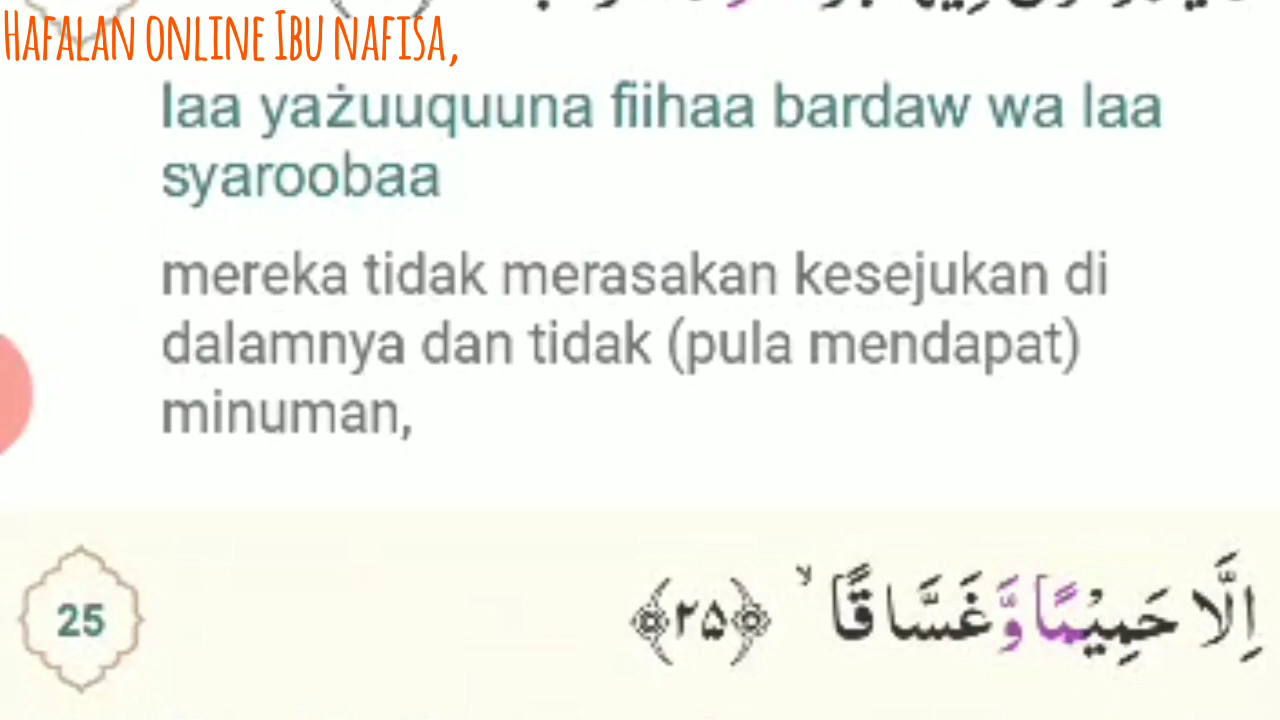 HAFALAN ONLINE IBU NAFISA,
laa yażuuquuna fiihaa bardaw wa laa
syaroobaa
mereka tidak merasakan kesejukan di
dalamnya dan tidak (pula mendapat)
minuman,
25
اِلَّا حَمِيْمًا وَّغَسَّاقًا ۙ ﴿٢٥﴾